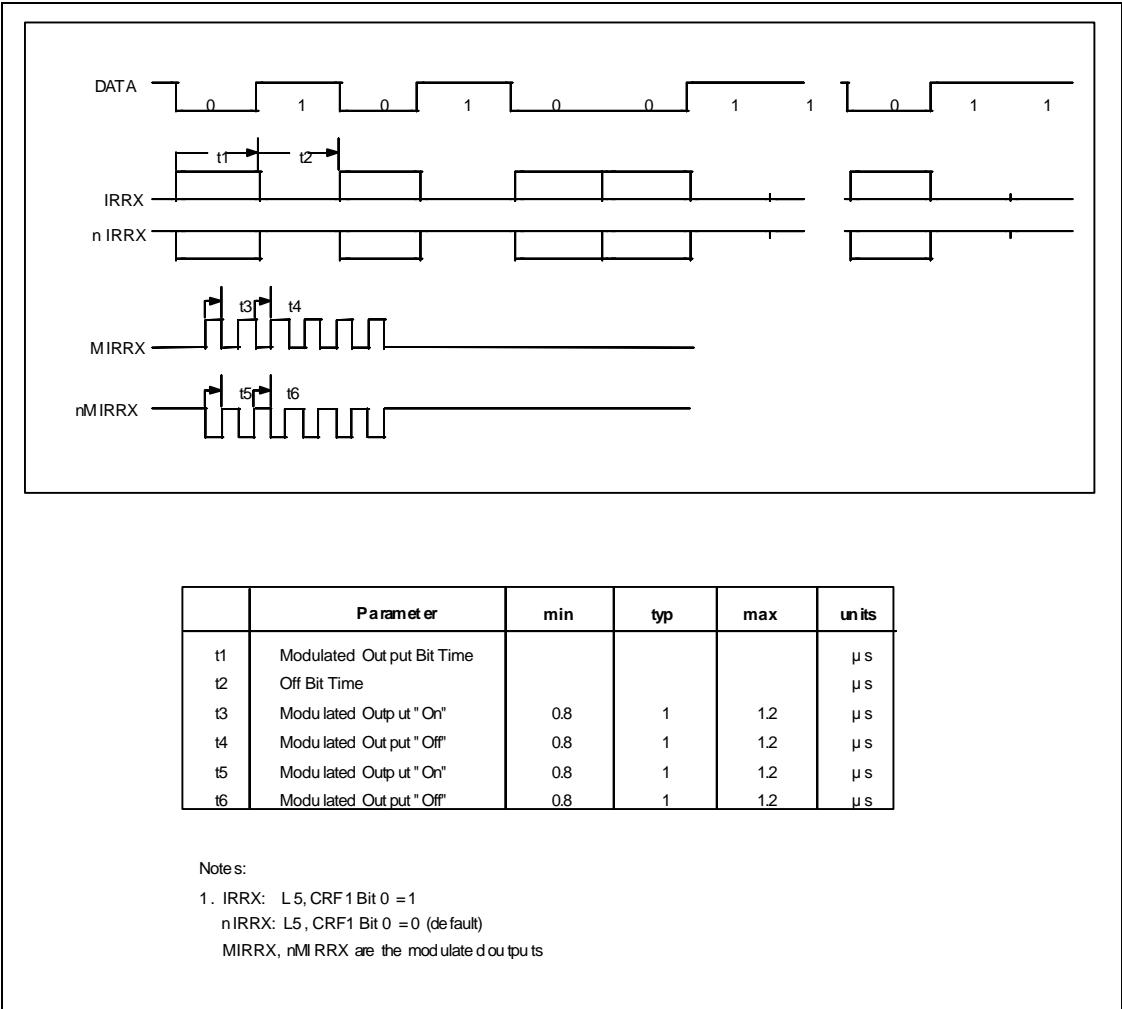 DATA 0 1 0 1 0 0 1 1 0 1 1
t1 t2
IRRX
n IRRX
t3 t4
MIRRX
t5 t6
nMIRRX
Parameter min typ max units
t1 Modulated Output Bit Time µs
t2 Off Bit Time µs
t3 Modulated Output "On" 0.8 1 1.2 µs
t4 Modulated Output "Off" 0.8 1 1.2 µs
t5 Modulated Output "On" 0.8 1 1.2 µs
t6 Modulated Output "Off" 0.8 1 1.2 µs
Notes:
1. IRRX: L5, CRF1 Bit 0 = 1
nIRRX: L5, CRF1 Bit 0 = 0 (default)
MIRRX, nMIRRX are the modulated outputs